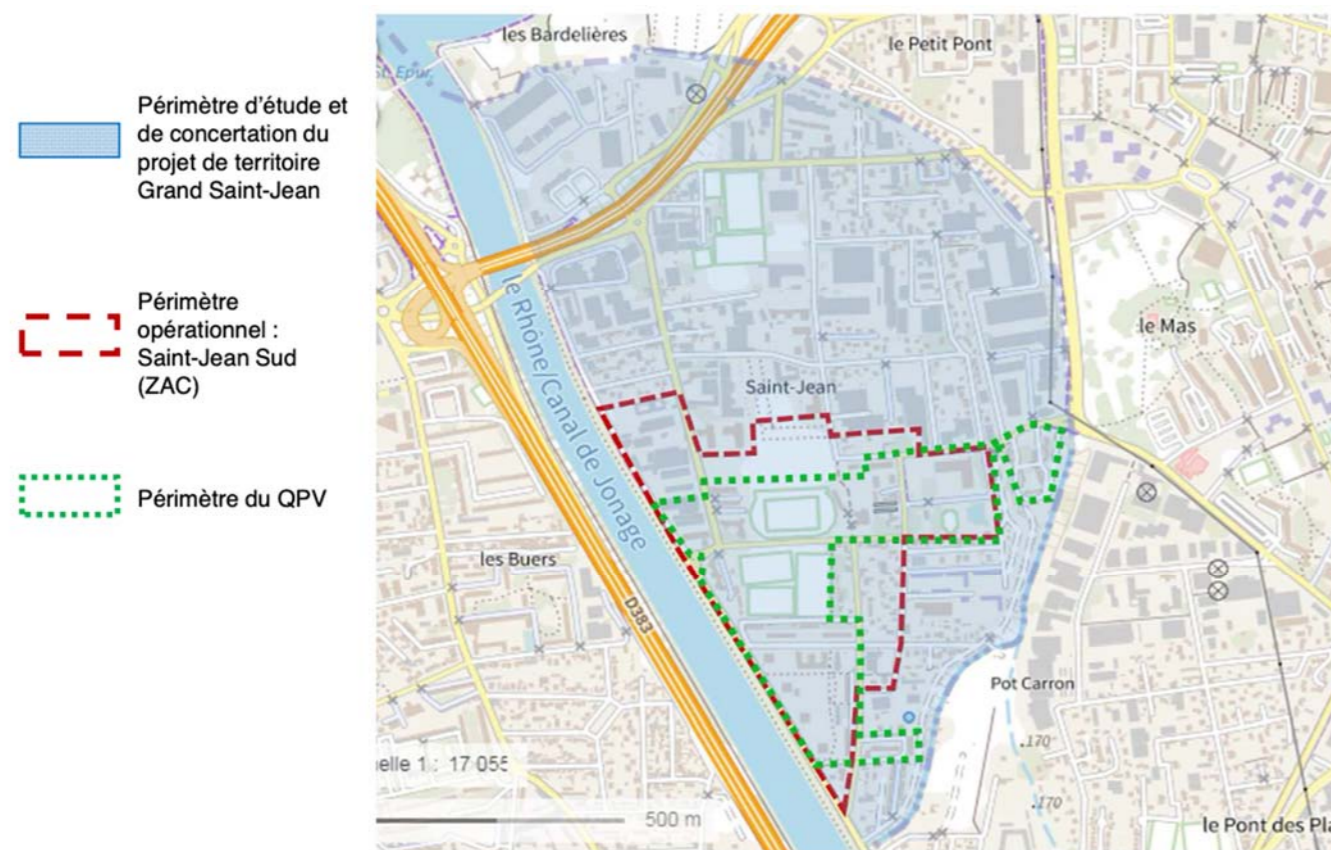 Périmètre d'étude et
de concertation du
projet de territoire
Grand Saint-Jean
Périmètre
opérationnel :
Saint-Jean Sud
(ZAC)
Périmètre du QPV
les Bardelières
le Petit Pont
St. Epur.
le Mas
Saint-Jean
le Rhône/Canal de Jonage
les Buers
D383
Pot Carron
.170
.170
elle 1 : 17 055
500 m
le Pont des Pla